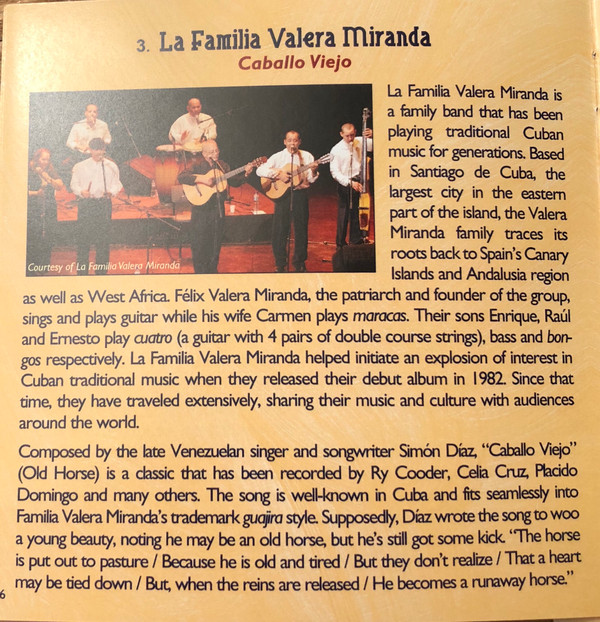 3. La Familia Valera Miranda
Caballo Viejo
La Familia Valera Miranda is
a family band that has been
playing traditional Cuban
music for generations. Based
in Santiago de Cuba, the
largest city in the eastern
part of the island, the Valera
Miranda family traces its
roots back to Spain's Canary
Islands and Andalusia region
Courtesy of La Familia Valera Miranda
as well as West Africa. Félix Valera Miranda, the patriarch and founder of the group,
sings and plays guitar while his wife Carmen plays maracas. Their sons Enrique, Raúl
and Ernesto play cuatro (a guitar with 4 pairs of double course strings), bass and bon-
gos respectively. La Familia Valera Miranda helped initiate an explosion of interest in
Cuban traditional music when they released their debut album in 1982. Since that
time, they have traveled extensively, sharing their music and culture with audiences
around the world.
Composed by the late Venezuelan singer and songwriter Simón Díaz, "Caballo Viejo"
(Old Horse) is a classic that has been recorded by Ry Cooder, Celia Cruz, Placido
Domingo and many others. The song is well-known in Cuba and fits seamlessly into
Familia Valera Miranda's trademark guajira style. Supposedly, Díaz wrote the song to woo
a young beauty, noting he may be an old horse, but he's still got some kick. "The horse
is put out to pasture / Because he is old and tired / But they don't realize / That a heart
may be tied down / But, when the reins are released / He becomes a runaway horse."
6